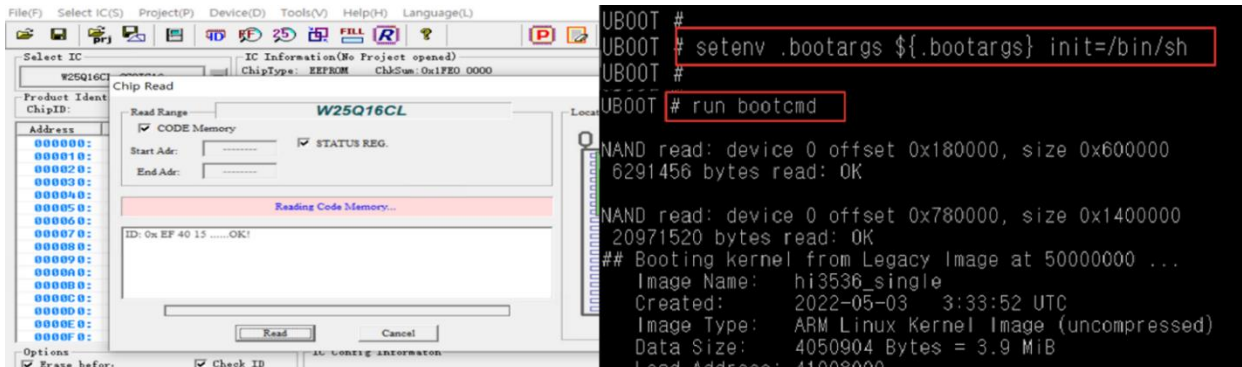 File(F) Select IC(S) Project(P) Device(D) Tools(V) Help(H) Language(L)
prj
FILL
R
P
Select IC
W25Q16CL
IC Information(No Project opened)
ChipType: EEPROM ChkSum:0x1FE0 0000
Product Ident
ChipID:
Address
000000:
000010:
000020:
000030:
000040:
000050:
000060:
000070:
000080:
000090:
0000A0:
0000B0:
0000C0:
0000D0:
0000E0:
0000F0:
Options
Erase befor.
Check ID
IC Config Informaton
Chip Read
Read Range
W25Q16CL
CODE Memory
STATUS REG.
Start Adr: --------
End Adr: --------
Reading Code Memory...
ID: 0x EF 40 15 ......OK!
Read
Cancel
Locat
UBOOT #
UBOOT # setenv .bootargs ${.bootargs} init=/bin/sh
UBOOT #
UBOOT # run bootcmd
NAND read: device 0 offset 0x180000, size 0x600000
6291456 bytes read: OK
NAND read: device 0 offset 0x780000, size 0x1400000
20971520 bytes read: OK
## Booting kernel from Legacy Image at 50000000 ...
Image Name: hi3536_single
Created: 2022-05-03 3:33:52 UTC
Image Type: ARM Linux Kernel Image (uncompressed)
Data Size: 4050904 Bytes = 3.9 MiB